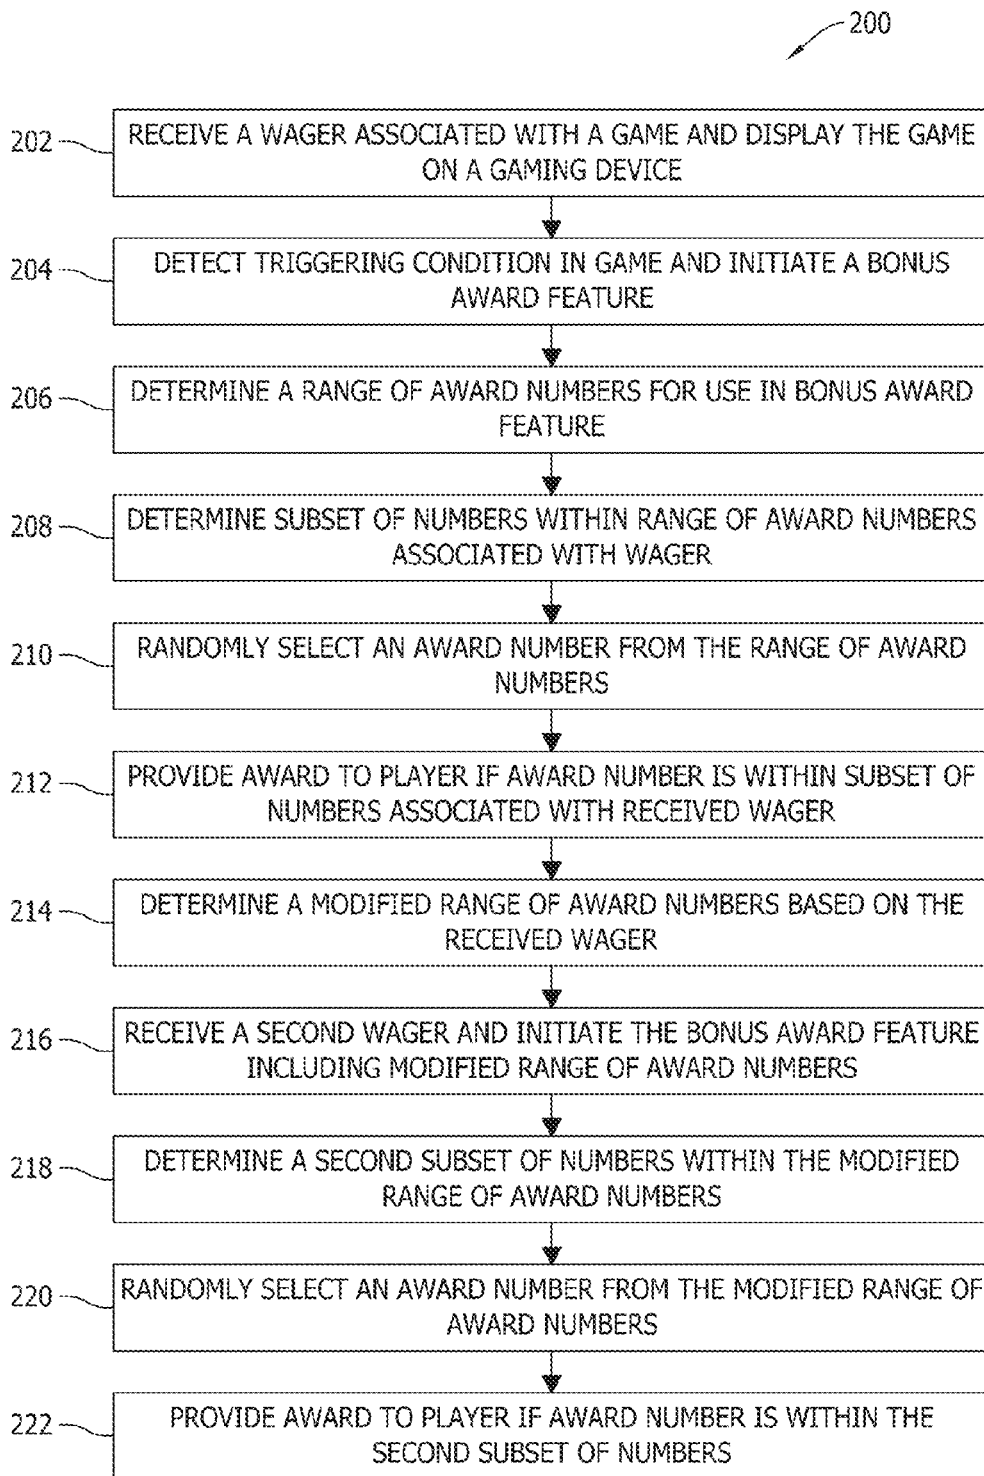 200
202
RECEIVE A WAGER ASSOCIATED WITH A GAME AND DISPLAY THE GAME
ON A GAMING DEVICE
204
DETECT TRIGGERING CONDITION IN GAME AND INITIATE A BONUS
AWARD FEATURE
206
DETERMINE A RANGE OF AWARD NUMBERS FOR USE IN BONUS AWARD
FEATURE
208
DETERMINE SUBSET OF NUMBERS WITHIN RANGE OF AWARD NUMBERS
ASSOCIATED WITH WAGER
210
RANDOMLY SELECT AN AWARD NUMBER FROM THE RANGE OF AWARD
NUMBERS
212
PROVIDE AWARD TO PLAYER IF AWARD NUMBER IS WITHIN SUBSET OF
NUMBERS ASSOCIATED WITH RECEIVED WAGER
214
DETERMINE A MODIFIED RANGE OF AWARD NUMBERS BASED ON THE
RECEIVED WAGER
216
RECEIVE A SECOND WAGER AND INITIATE THE BONUS AWARD FEATURE
INCLUDING MODIFIED RANGE OF AWARD NUMBERS
218
DETERMINE A SECOND SUBSET OF NUMBERS WITHIN THE MODIFIED
RANGE OF AWARD NUMBERS
220
RANDOMLY SELECT AN AWARD NUMBER FROM THE MODIFIED RANGE OF
AWARD NUMBERS
222
PROVIDE AWARD TO PLAYER IF AWARD NUMBER IS WITHIN THE
SECOND SUBSET OF NUMBERS